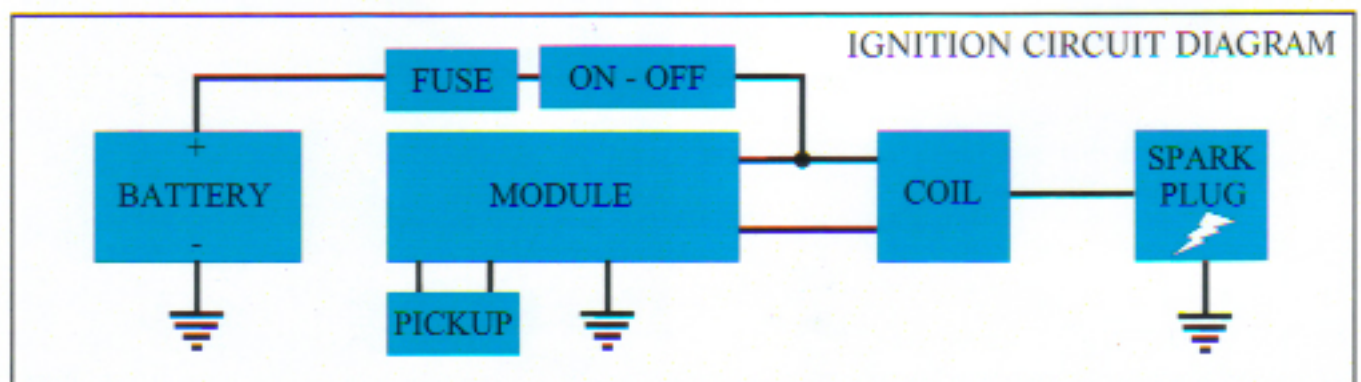 IGNITION CIRCUIT DIAGRAM
FUSE
ON - OFF
+
BATTERY
-
MODULE
COIL
SPARK
PLUG
PICKUP